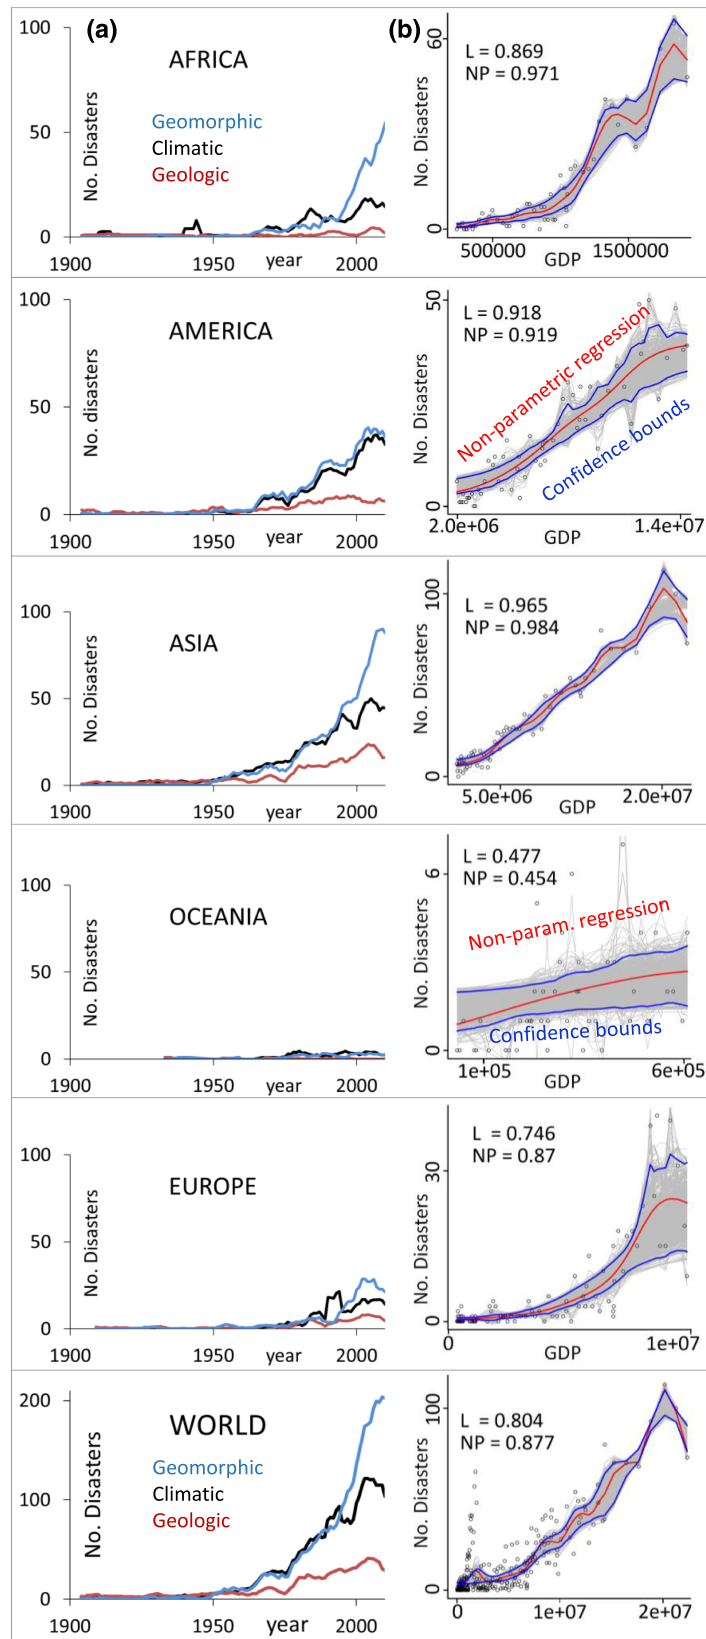 (a)
(b)
AFRICA
Geomorphic
Climatic
Geologic
No. Disasters
100
50
0
1900
1950
2000
year
L = 0.869
NP = 0.971
No. Disasters
60
0
500000
1500000
GDP
AMERICA
No. disasters
100
50
0
1900
1950
2000
year
L = 0.918
NP = 0.919
Non-parametric regression
Confidence bounds
No. Disasters
50
0
2.0e+06
1.4e+07
GDP
ASIA
No. Disasters
100
50
0
1900
1950
2000
year
L = 0.965
NP = 0.984
No. Disasters
100
0
5.0e+06
2.0e+07
GDP
OCEANIA
No. Disasters
100
50
0
1900
1950
2000
year
L = 0.477
NP = 0.454
Non-param. regression
Confidence bounds
No. Disasters
6
0
1e+05
6e+05
GDP
EUROPE
No. Disasters
100
50
0
1900
1950
2000
year
L = 0.746
NP = 0.87
No. Disasters
30
0
0
1e+07
GDP
WORLD
Geomorphic
Climatic
Geologic
No. Disasters
200
100
0
1900
1950
2000
year
L = 0.804
NP = 0.877
No. Disasters
100
0
0
1e+07
2e+07
GDP